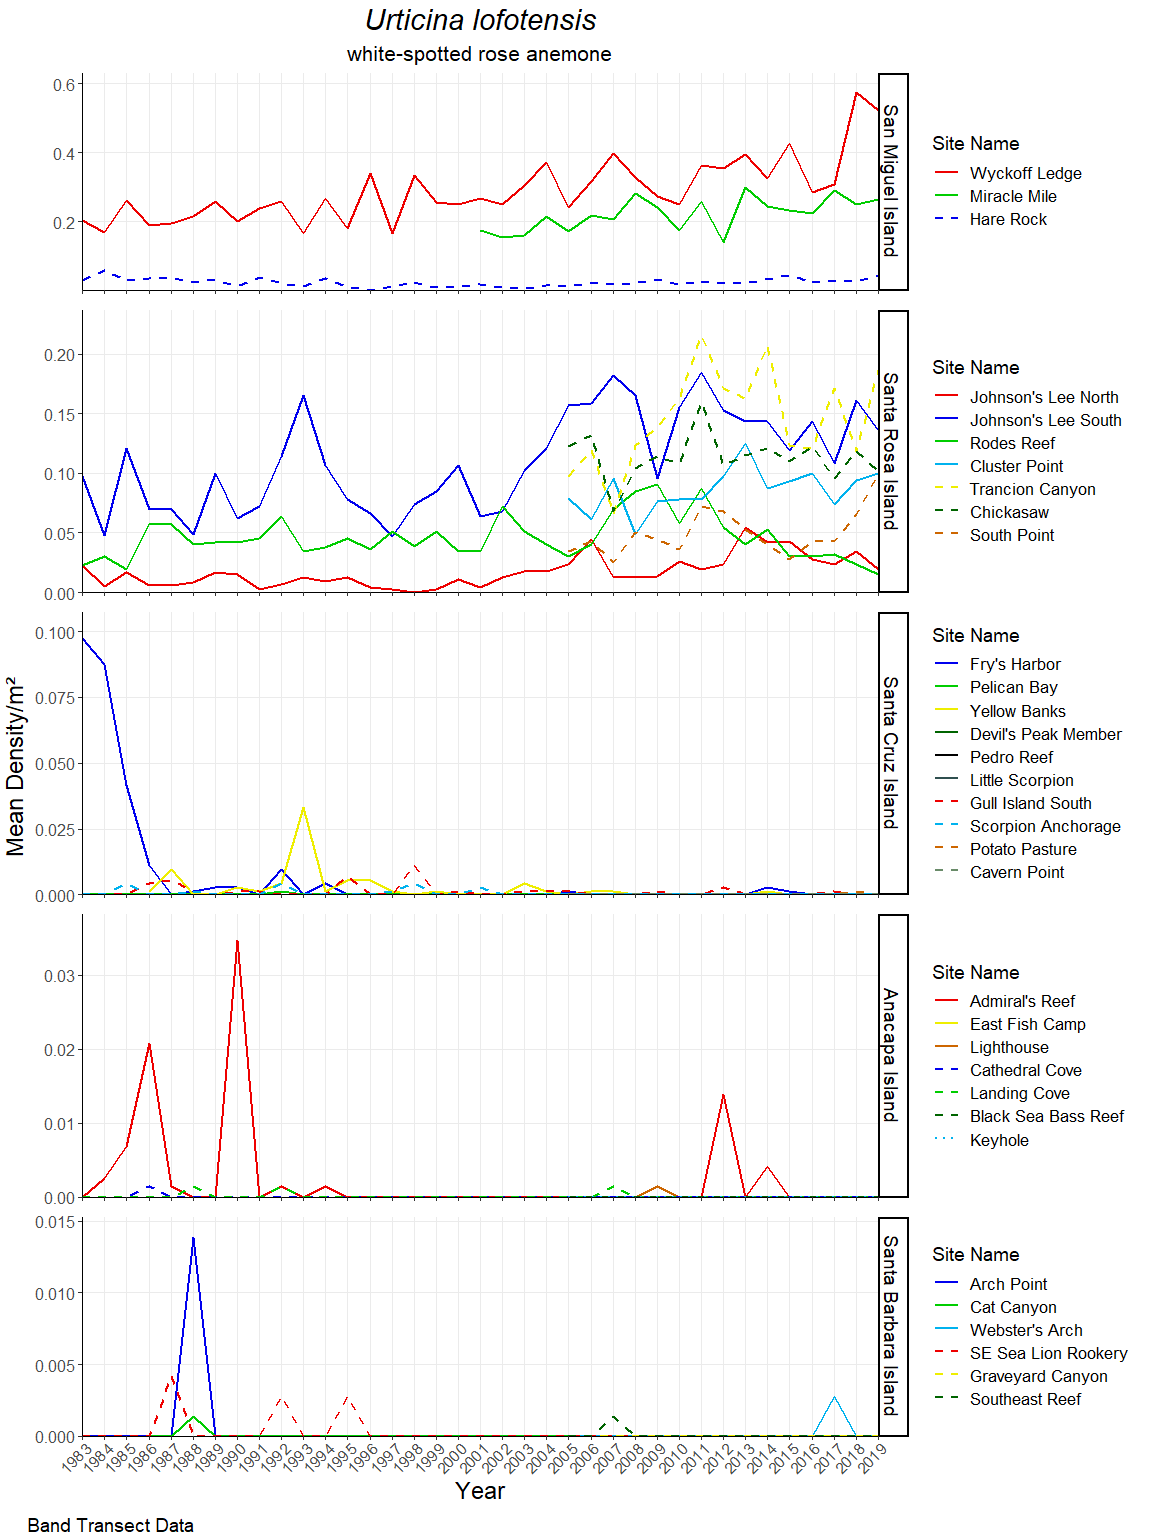 Urticina lofotensis
white-spotted rose anemone
Mean Density/m²
0.6
0.4
0.2
San Miguel Island
Site Name
Wyckoff Ledge
Miracle Mile
Hare Rock
0.20
0.15
0.10
0.05
0.00
Santa Rosa Island
Site Name
Johnson's Lee North
Johnson's Lee South
Rodes Reef
Cluster Point
Trancion Canyon
Chickasaw
South Point
0.100
0.075
0.050
0.025
0.000
Santa Cruz Island
Site Name
Fry's Harbor
Pelican Bay
Yellow Banks
Devil's Peak Member
Pedro Reef
Little Scorpion
Gull Island South
Scorpion Anchorage
Potato Pasture
Cavern Point
0.03
0.02
0.01
0.00
Anacapa Island
Site Name
Admiral's Reef
East Fish Camp
Lighthouse
Cathedral Cove
Landing Cove
Black Sea Bass Reef
Keyhole
0.015
0.010
0.005
0.000
Santa Barbara Island
Site Name
Arch Point
Cat Canyon
Webster's Arch
SE Sea Lion Rookery
Graveyard Canyon
Southeast Reef
1983 1984 1985 1986 1987 1988 1989 1990 1991 1992 1993 1994 1995 1996 1997 1998 1999 2000 2001 2002 2003 2004 2005 2006 2007 2008 2009 2010 2011 2012 2013 2014 2015 2016 2017 2018 2019
Year
Band Transect Data